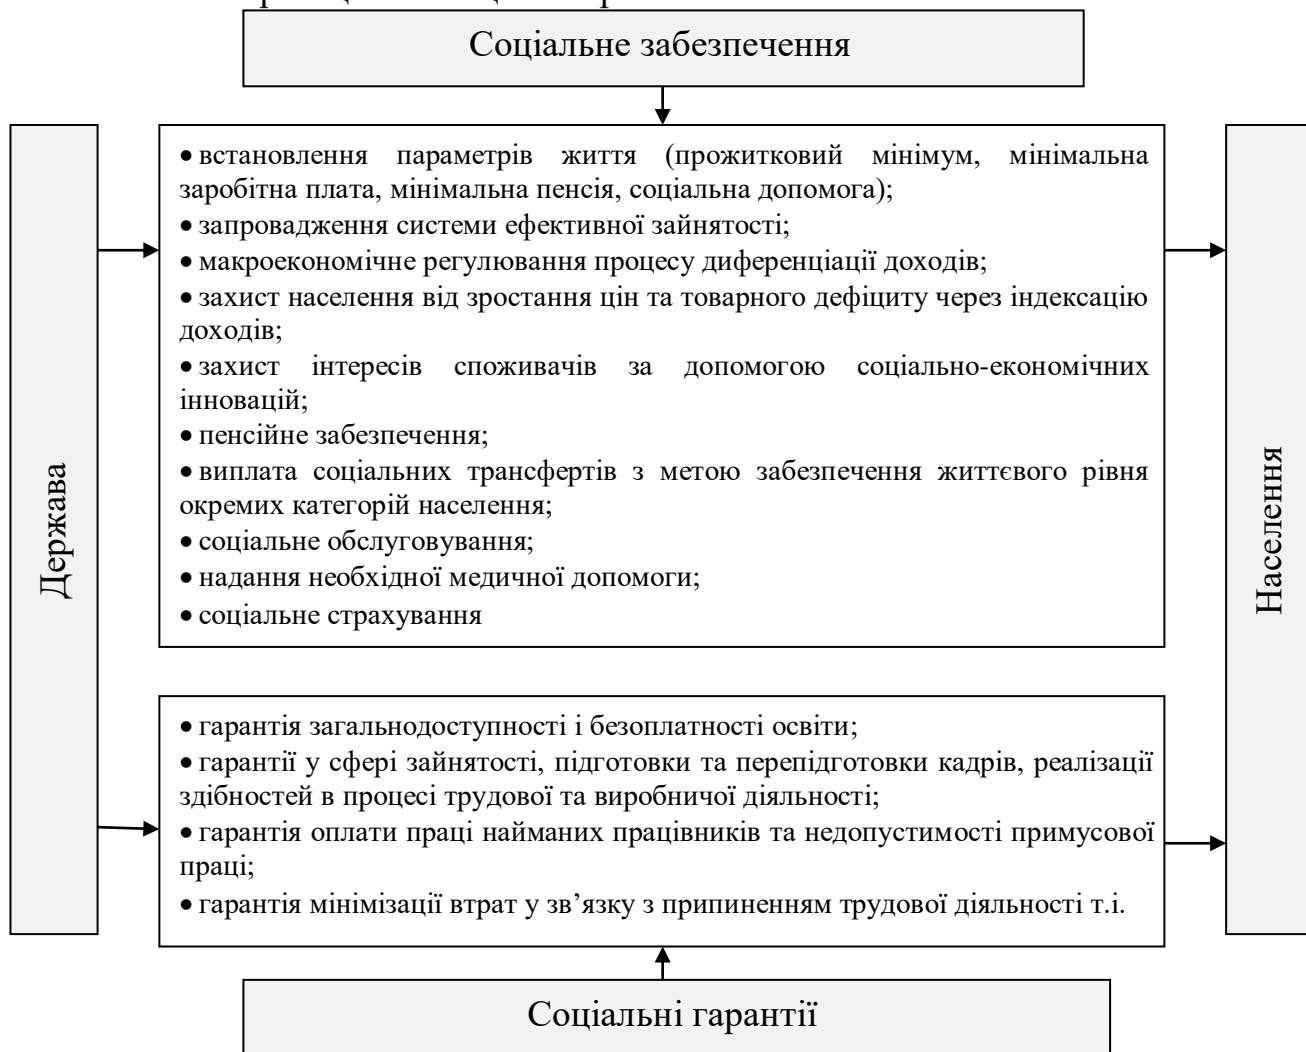 Соціальне забезпечення
• встановлення параметрів життя (прожитковий мінімум, мінімальна
заробітна плата, мінімальна пенсія, соціальна допомога);
• запровадження системи ефективної зайнятості;
• макроекономічне регулювання процесу диференціації доходів;
• захист населення від зростання цін та товарного дефіциту через індексацію
доходів;
• захист інтересів споживачів за допомогою соціально-економічних
інновацій;
• пенсійне забезпечення;
• виплата соціальних трансфертів з метою забезпечення життєвого рівня
окремих категорій населення;
• соціальне обслуговування;
• надання необхідної медичної допомоги;
• соціальне страхування
Держава
Населення
• гарантія загальнодоступності і безоплатності освіти;
• гарантії у сфері зайнятості, підготовки та перепідготовки кадрів, реалізації
здібностей в процесі трудової та виробничої діяльності;
• гарантія оплати праці найманих працівників та недопустимості примусової
праці;
• гарантія мінімізації втрат у зв’язку з припиненням трудової діяльності т.і.
Соціальні гарантії